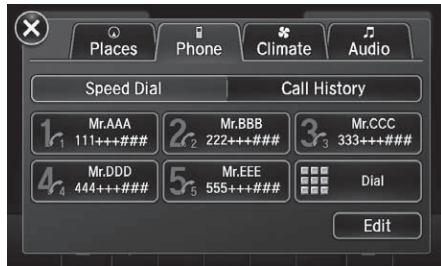 Places Phone Climate Audio
Speed Dial Call History
1 1 Mr.AAA 111+++###
2 2 Mr.BBB 222+++###
3 3 Mr.CCC 333+++###
4 4 Mr.DDD 444+++###
5 5 Mr.EEE 555+++###
Dial
Edit